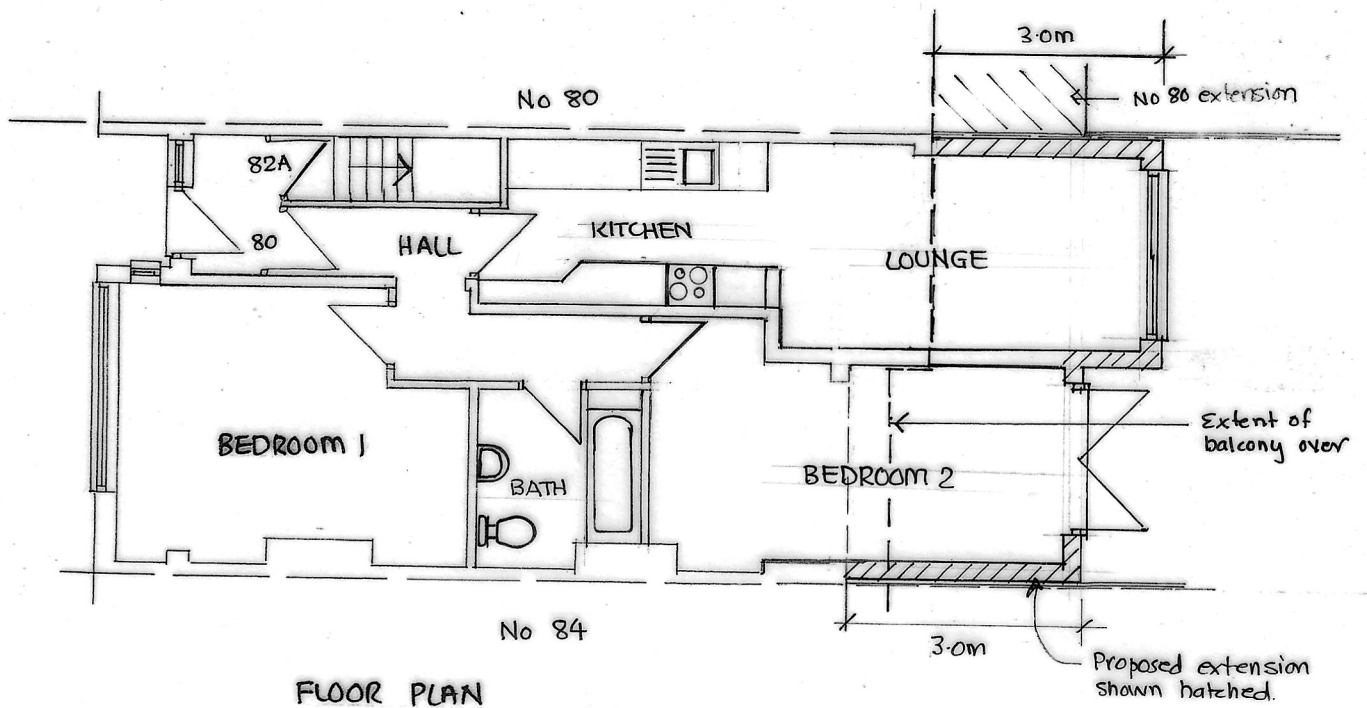 3.0m
No 80
No 80 extension
82A
80
HALL
KITCHEN
LOUNGE
Extent of
balcony over
BEDROOM 1
BATH
BEDROOM 2
No 84
3.0m
Proposed extension
shown hatched.
FLOOR PLAN